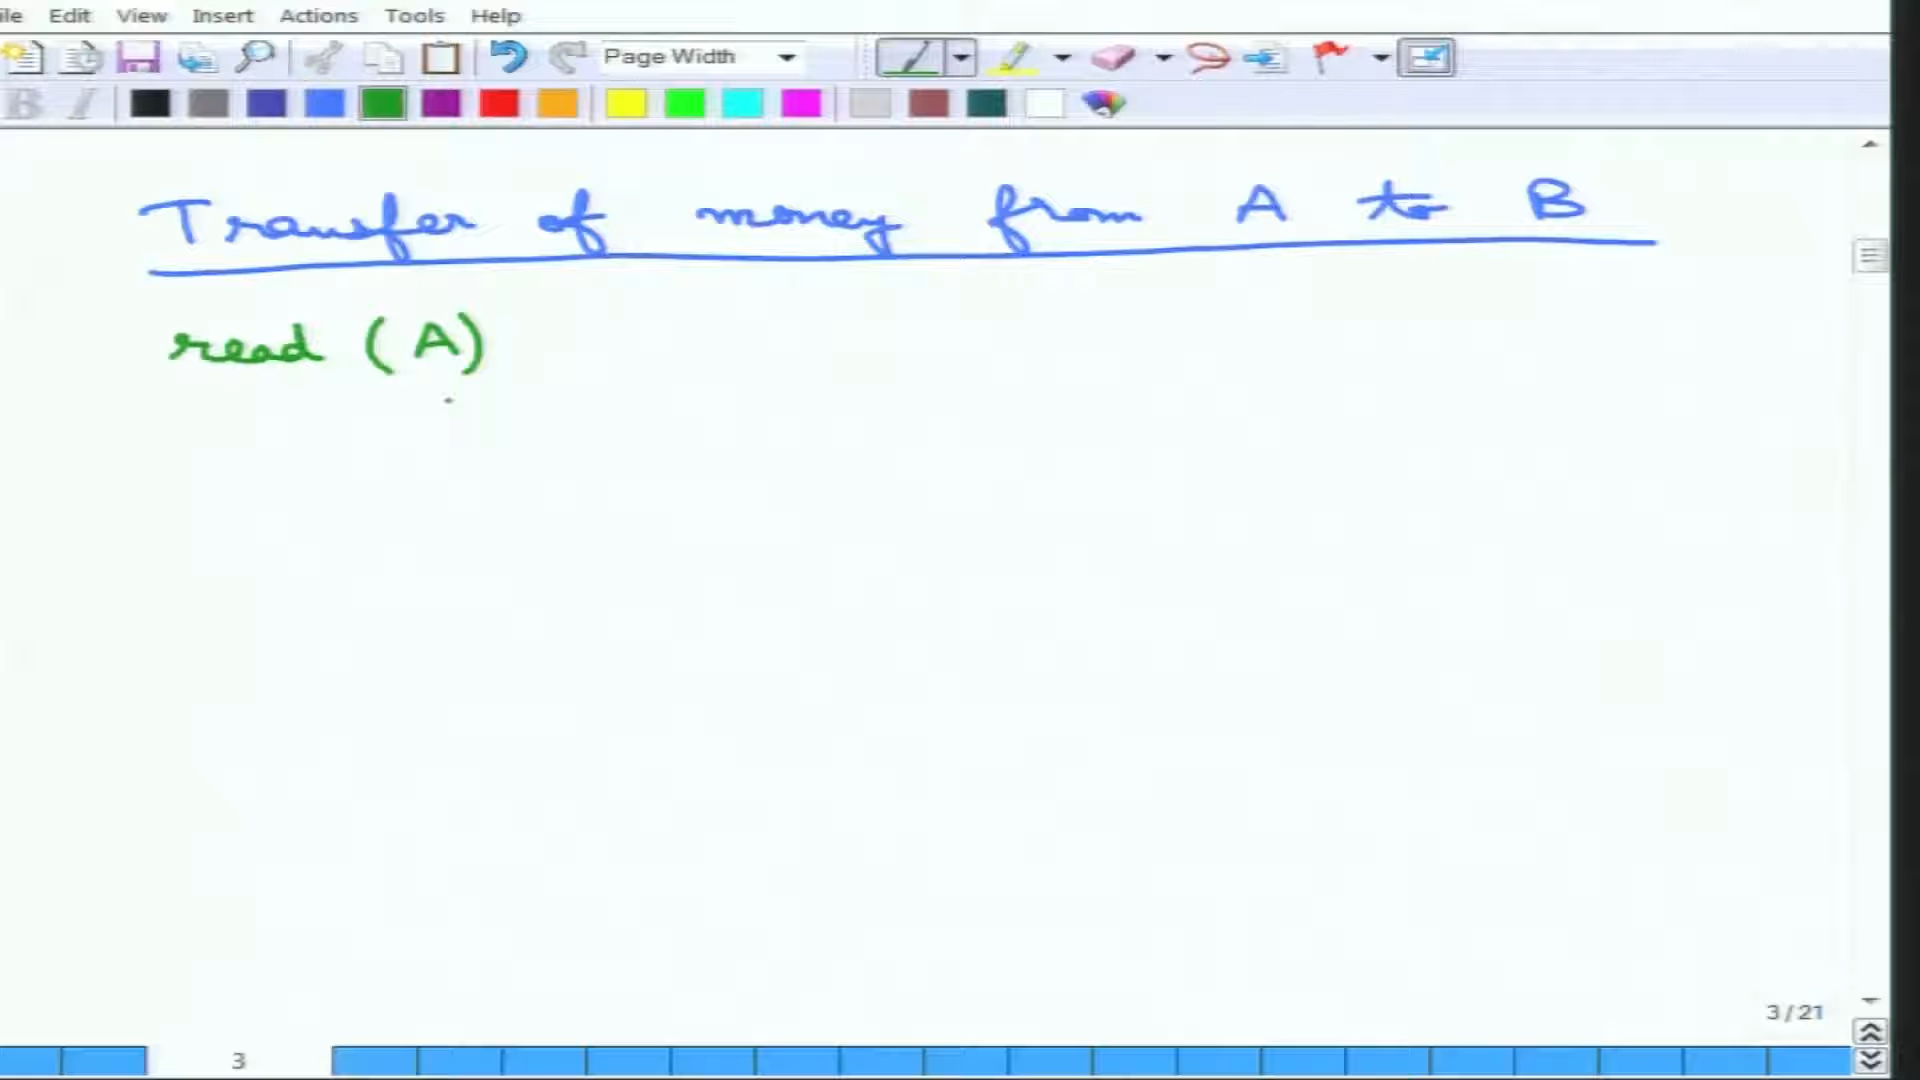 ile Edit View Insert Actions Tools Help
Page Width
B I
Transfer of money from A to B
read (A)
3 / 21
3